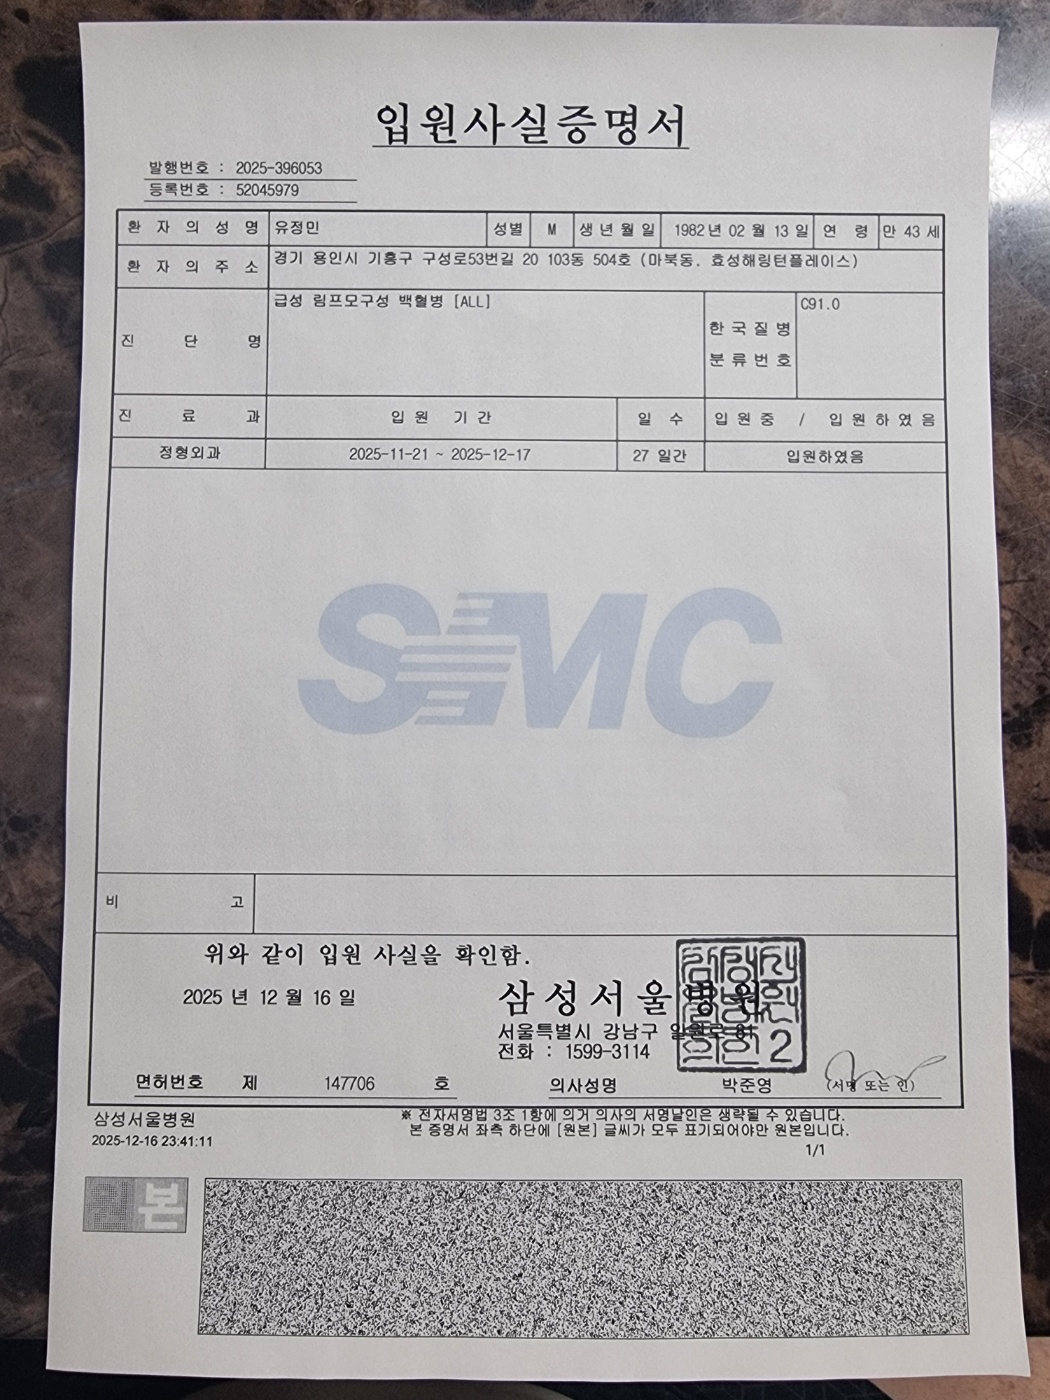 입원사실증명서
발행번호 : 2025-396053
등록번호 : 52045979
환 자 의 성 명 유정민 성별 M 생 년 월 일 1982 년 02 월 13 일 연 령 만 43 세
환 자 의 주 소 경기 용인시 기흥구 구성로53번길 20 103동 504호 (마북동, 효성해링턴플레이스)
진 단 명 급성 림프모구성 백혈병 [ALL] 한 국 질 병 분 류 번 호 C91.0
진 료 과 입 원 기 간 일 수 입 원 중 / 입 원 하 였 음
정형외과 2025-11-21 ~ 2025-12-17 27 일간 입원하였음
SMC
비 고
위와 같이 입원 사실을 확인함.
2025 년 12 월 16 일 삼성서울병원
서울특별시 강남구 일원로 81
전화 : 1599-3114
면허번호 제 147706 호 의사성명 박준영 (서명 또는 인)
삼성서울병원 ※ 전자서명법 3조 1항에 의거 의사의 서명날인은 생략될 수 있습니다.
2025-12-16 23:41:11 본 증명서 좌측 하단에 [원본] 글씨가 모두 표기되어야만 원본입니다.
1/1
본